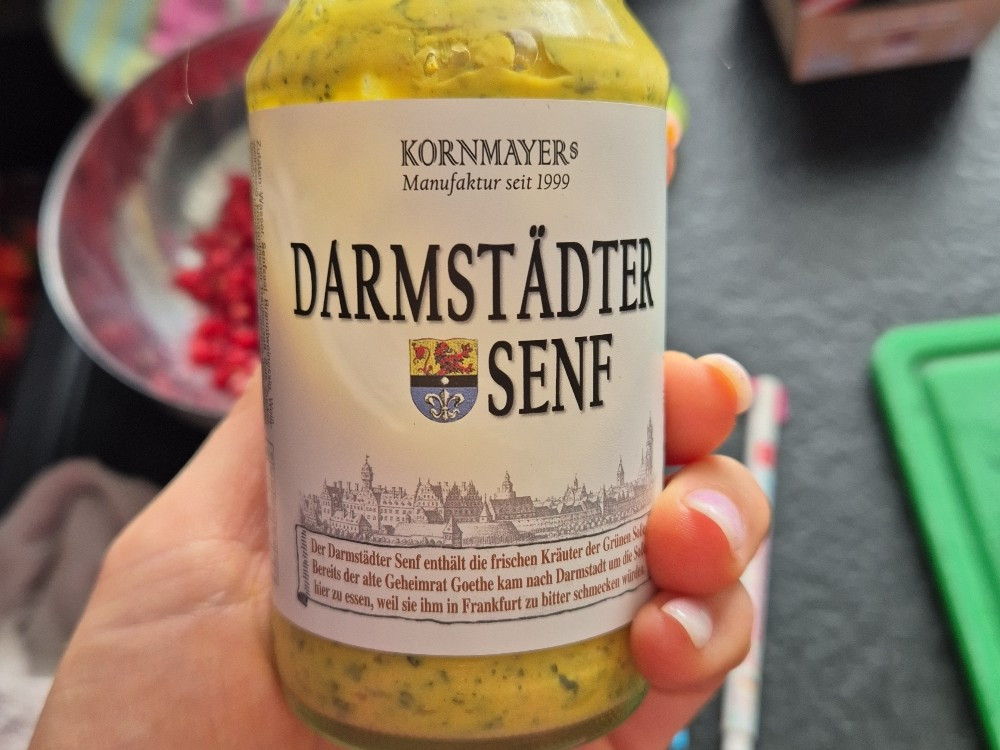 KORNMAYERS
Manufaktur seit 1999
DARMSTÄDTER
SENF
Der Darmstädter Senf enthält die frischen Kräuter der Grünen
Bereits der alte Geheimrat Goethe kam nach Darmstadt um die
hier zu essen, weil sie ihm in Frankfurt zu bitter schmecken würden.